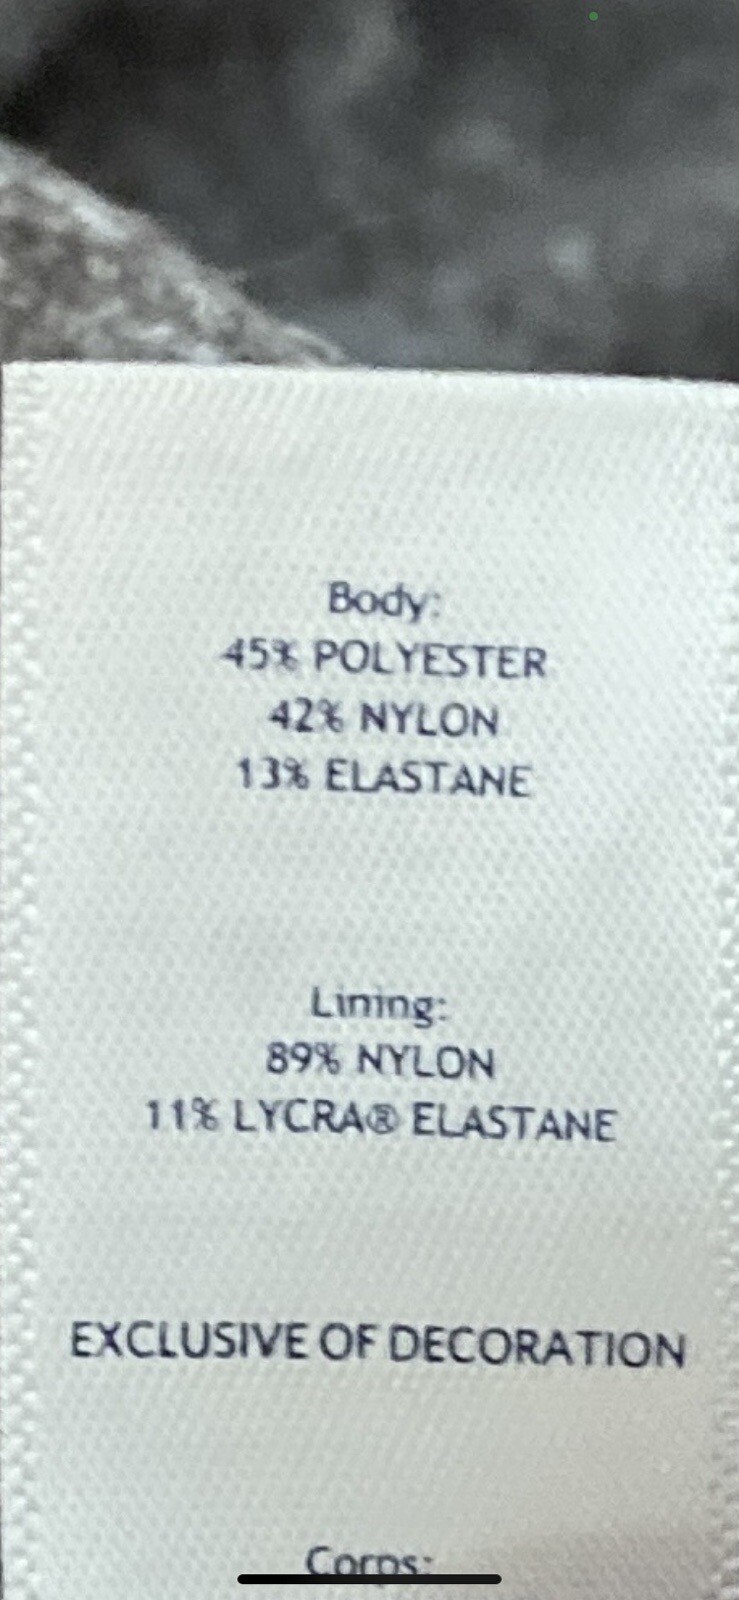 Body:
45% POLYESTER
42% NYLON
13% ELASTANE
Lining:
89% NYLON
11% LYCRA® ELASTANE
EXCLUSIVE OF DECORATION
Corps: